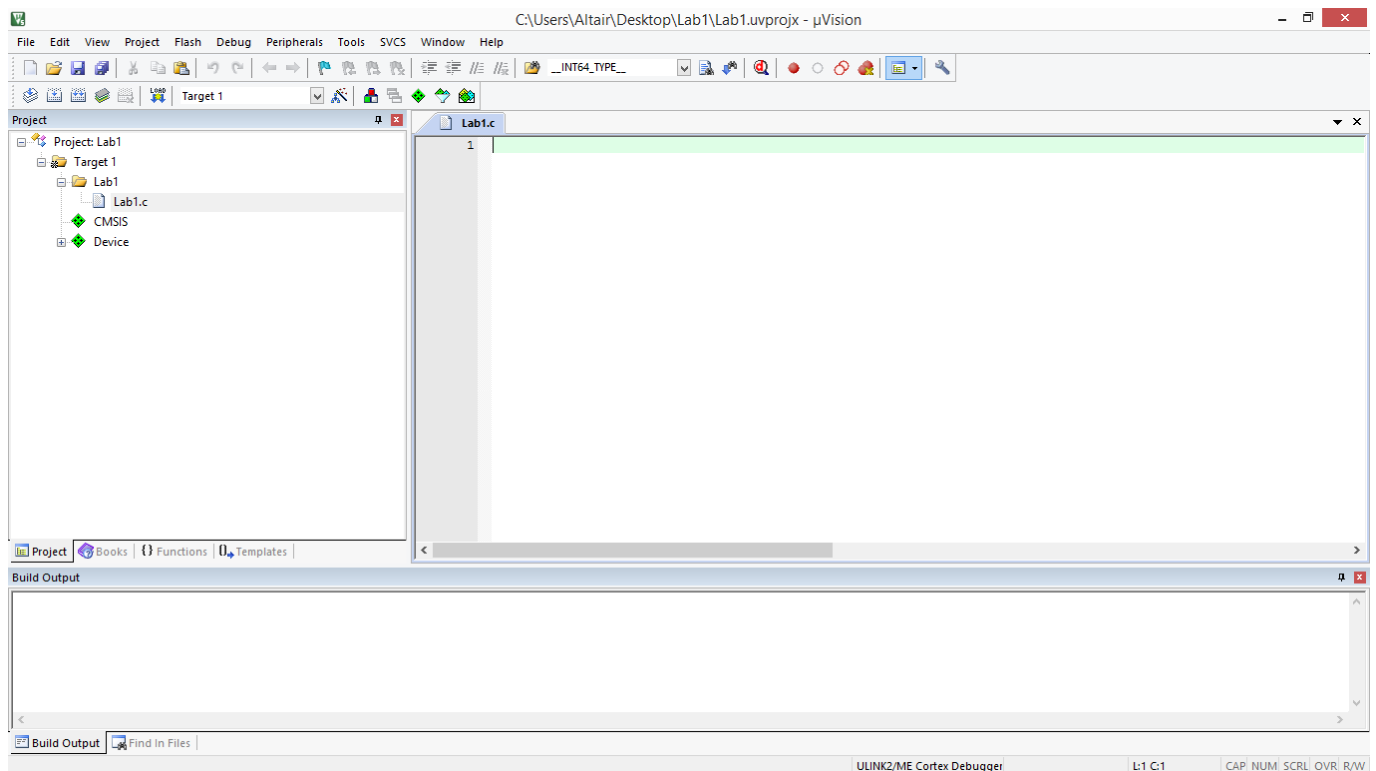 C:\Users\Altair\Desktop\Lab1\Lab1.uvprojx - µVision
File Edit View Project Flash Debug Peripherals Tools SVCS Window Help
__INT64_TYPE__
LOAD Target 1
Project
Lab1.c
Project: Lab1
1
Target 1
Lab1
Lab1.c
CMSIS
Device
Project Books {} Functions Templates
Build Output
Build Output Find In Files
ULINK2/ME Cortex Debugger L:1 C:1 CAP NUM SCRL OVR R/W